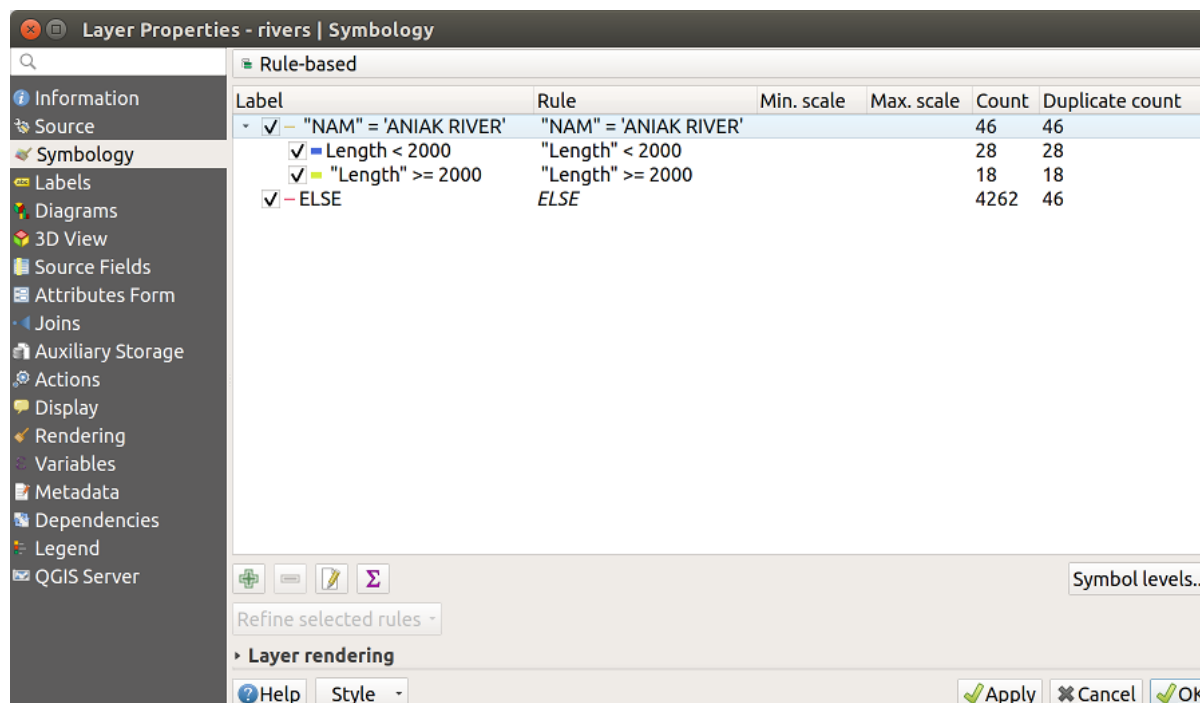 Layer Properties - rivers | Symbology
Rule-based
Information
Source
Symbology
Labels
Diagrams
3D View
Source Fields
Attributes Form
Joins
Auxiliary Storage
Actions
Display
Rendering
Variables
Metadata
Dependencies
Legend
QGIS Server
Label Rule Min. scale Max. scale Count Duplicate count
"NAM" = 'ANIAK RIVER' "NAM" = 'ANIAK RIVER' 46 46
Length < 2000 "Length" < 2000 28 28
"Length" >= 2000 "Length" >= 2000 18 18
ELSE ELSE 4262 46
Σ
Symbol levels..
Refine selected rules
Layer rendering
Help Style Apply Cancel OK